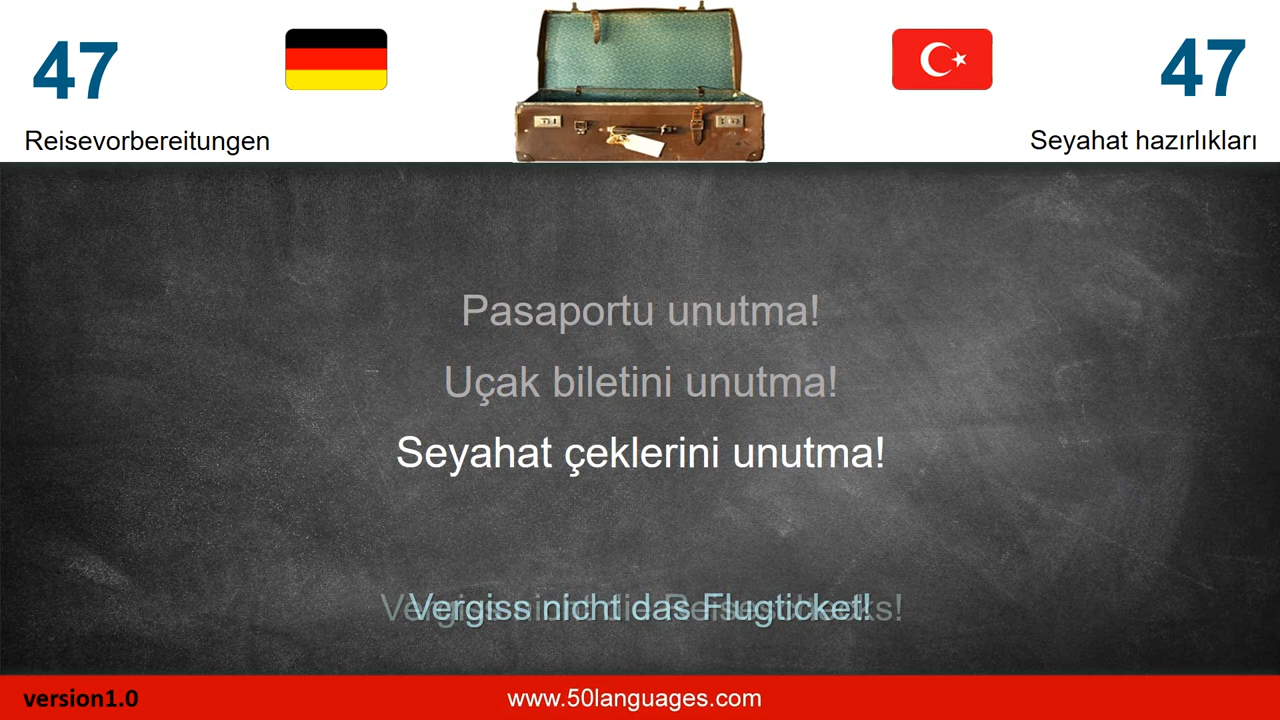 47
47
Reisevorbereitungen
Seyahat hazırlıkları
Pasaportu unutma!
Uçak biletini unutma!
Seyahat çeklerini unutma!
Vergiss nicht das Flugticket!
version1.0
www.50languages.com